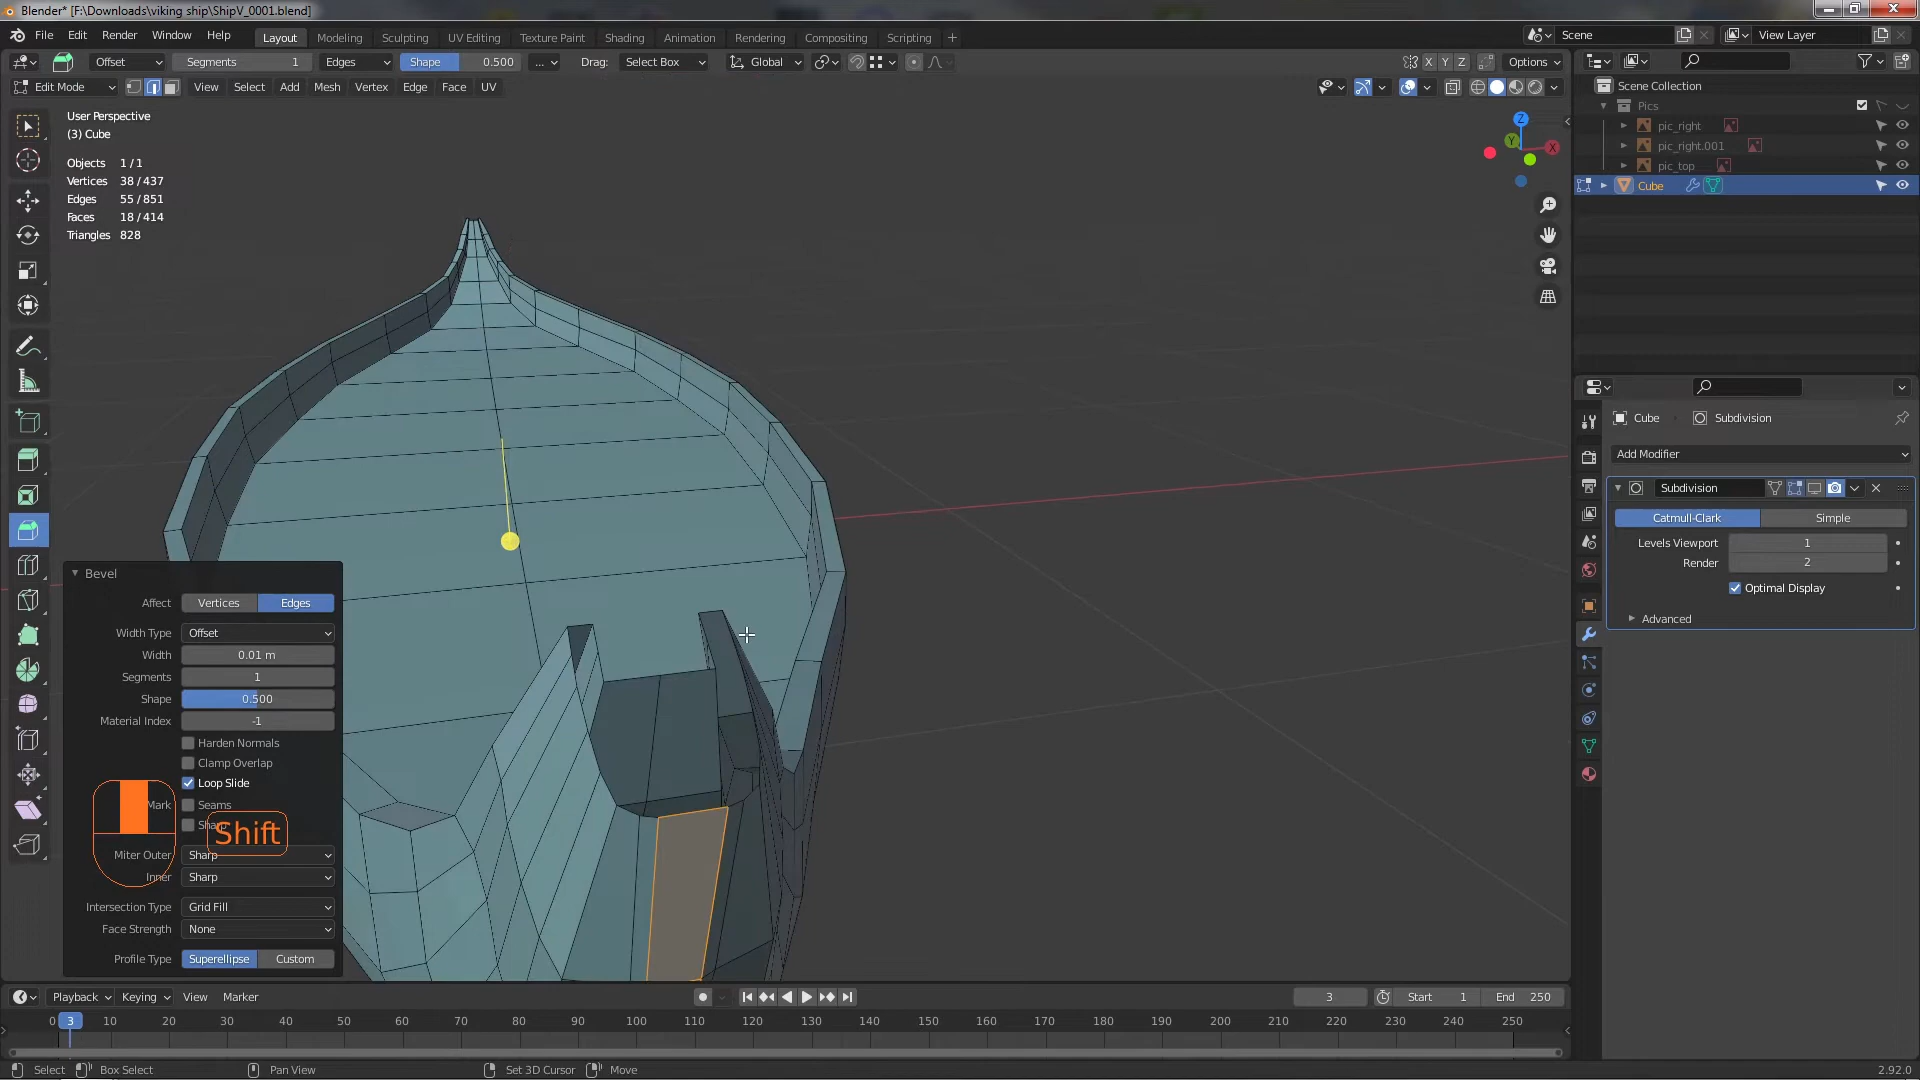 Blender* [F:\Downloads\viking ship\ShipV_0001.blend]
File Edit Render Window Help Layout Modeling Sculpting UV Editing Texture Paint Shading Animation Rendering Compositing Scripting Scene View Layer
Offset Segments 1 Edges Shape 0.500 ... Drag: Select Box Global X Y Z Options
Edit Mode View Select Add Mesh Vertex Edge Face UV
Scene Collection
Pics
pic_right
pic_right.001
pic_top
Cube
User Perspective
(3) Cube
Objects 1 / 1
Vertices 38 / 437
Edges 55 / 851
Faces 18 / 414
Triangles 828
Z
Y
X
Cube Subdivision
Add Modifier
Subdivision
Catmull-Clark Simple
Levels Viewport 1
Render 2
Optimal Display
Advanced
Bevel
Affect Vertices Edges
Width Type Offset
Width 0.01 m
Segments 1
Shape 0.500
Material Index -1
Harden Normals
Clamp Overlap
Loop Slide
Mark Seams
Sharp
Shift
Miter Outer Sharp
Inner Sharp
Intersection Type Grid Fill
Face Strength None
Profile Type Superellipse Custom
Playback Keying View Marker 3 Start 1 End 250
0 3 10 20 30 40 50 60 70 80 90 100 110 120 130 140 150 160 170 180 190 200 210 220 230 240 250
Select Box Select Pan View Set 3D Cursor Move 2.92.0